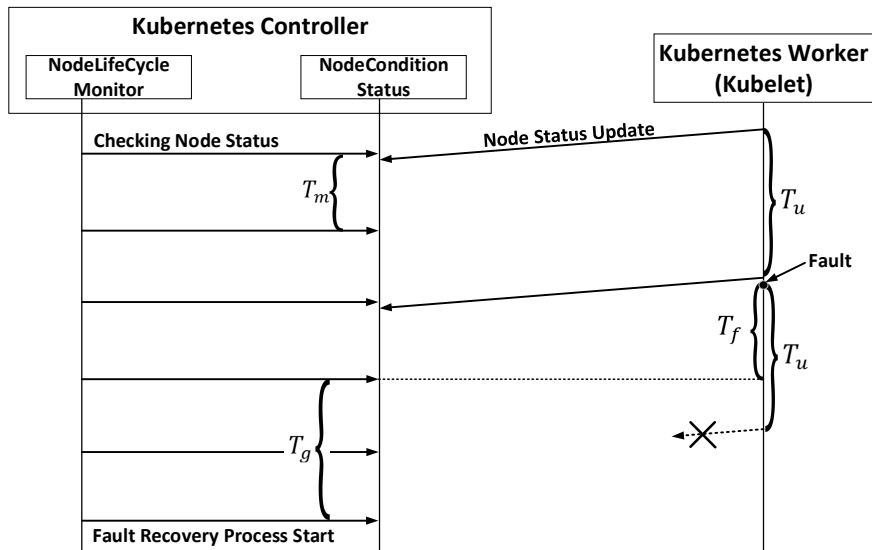 Kubernetes Controller
NodeLifeCycle
Monitor
NodeCondition
Status
Kubernetes Worker
(Kubelet)
Checking Node Status
Node Status Update
T_m
T_u
Fault
T_f
T_u
T_g
Fault Recovery Process Start